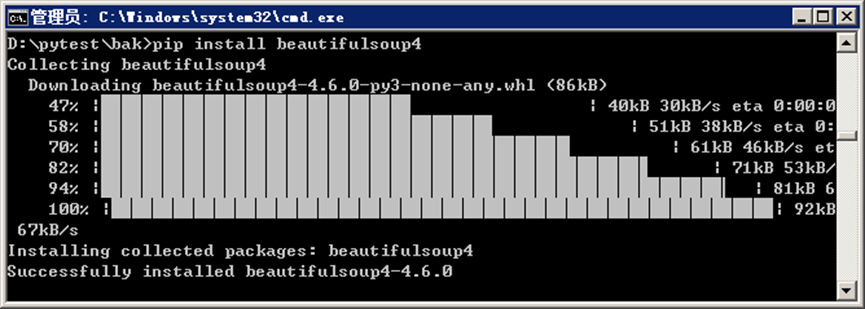 管理员: C:\Windows\system32\cmd.exe
D:\pytest\bak>pip install beautifulsoup4
Collecting beautifulsoup4
Downloading beautifulsoup4-4.6.0-py3-none-any.whl (86kB)
47% | | 40kB 30kB/s eta 0:00:0
58% | | 51kB 38kB/s eta 0:
70% | | 61kB 46kB/s et
82% | | 71kB 53kB/
94% | | 81kB 6
100% | | 92kB
67kB/s
Installing collected packages: beautifulsoup4
Successfully installed beautifulsoup4-4.6.0